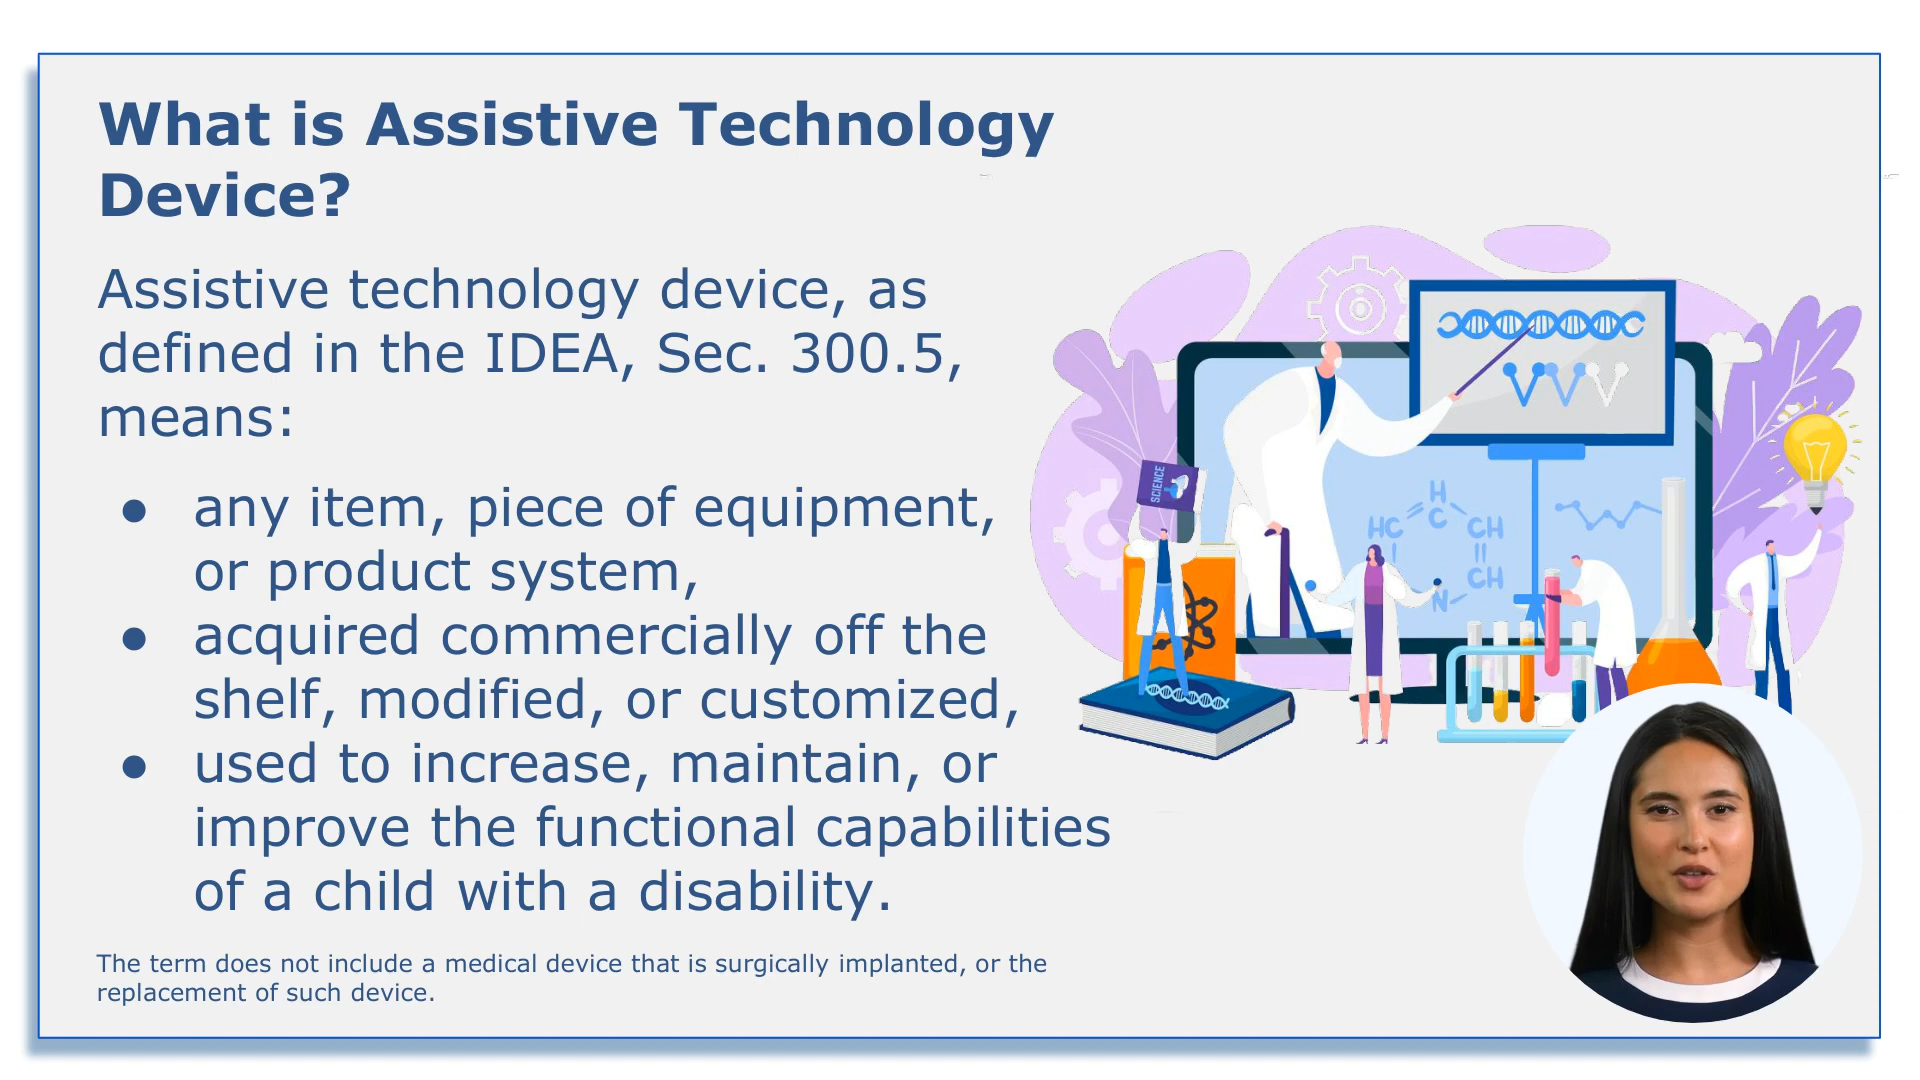 What is Assistive Technology
Device?
Assistive technology device, as
defined in the IDEA, Sec. 300.5,
means:
● any item, piece of equipment,
or product system,
● acquired commercially off the
shelf, modified, or customized,
● used to increase, maintain, or
improve the functional capabilities
of a child with a disability.
The term does not include a medical device that is surgically implanted, or the
replacement of such device.
SCIENCE
H
HC C CH
CH
N